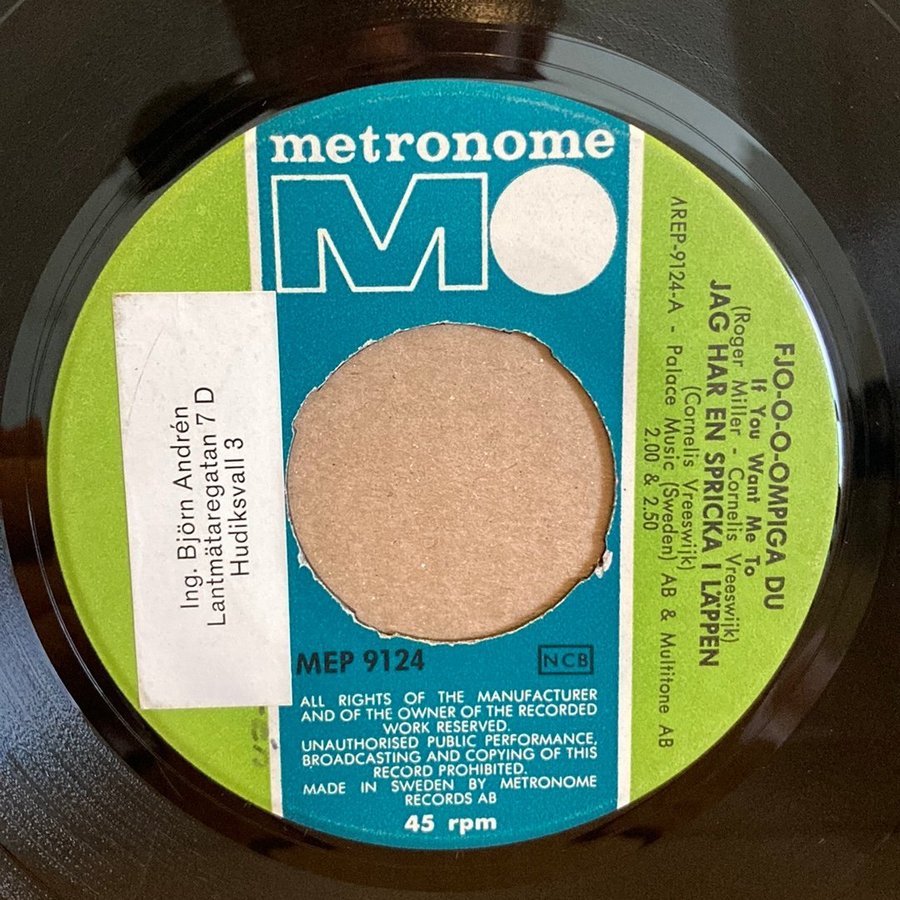 metronome
MREP-9124-A - Palace Music (Sweden) AB & Multitone AB
FJO-O-O-OMPIGA DU
If You Want Me To
(Roger Miller - Cornelis Vreeswijk)
JAG HAR EN SPRICKA I LÄPPEN
(Cornelis Vreeswijk)
2.00 & 2.50
Ing. Björn Andrén
Lantmätaregatan 7 D
Hudiksvall 3
MEP 9124
NCB
ALL RIGHTS OF THE MANUFACTURER
AND OF THE OWNER OF THE RECORDED
WORK RESERVED
UNAUTHORISED PUBLIC PERFORMANCE,
BROADCASTING AND COPYING OF THIS
RECORD PROHIBITED.
MADE IN SWEDEN BY METRONOME
RECORDS AB
45 rpm